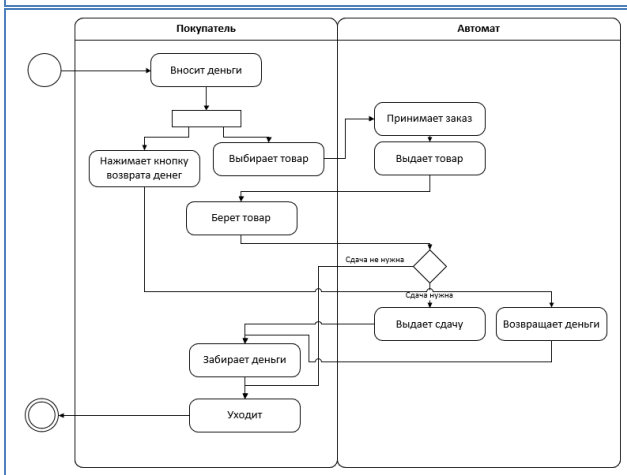 Покупатель
Автомат
Вносит деньги
Принимает заказ
Нажимает кнопку
возврата денег
Выбирает товар
Выдает товар
Берет товар
Сдача не нужна
Сдача нужна
Выдает сдачу
Возвращает деньги
Забирает деньги
Уходит